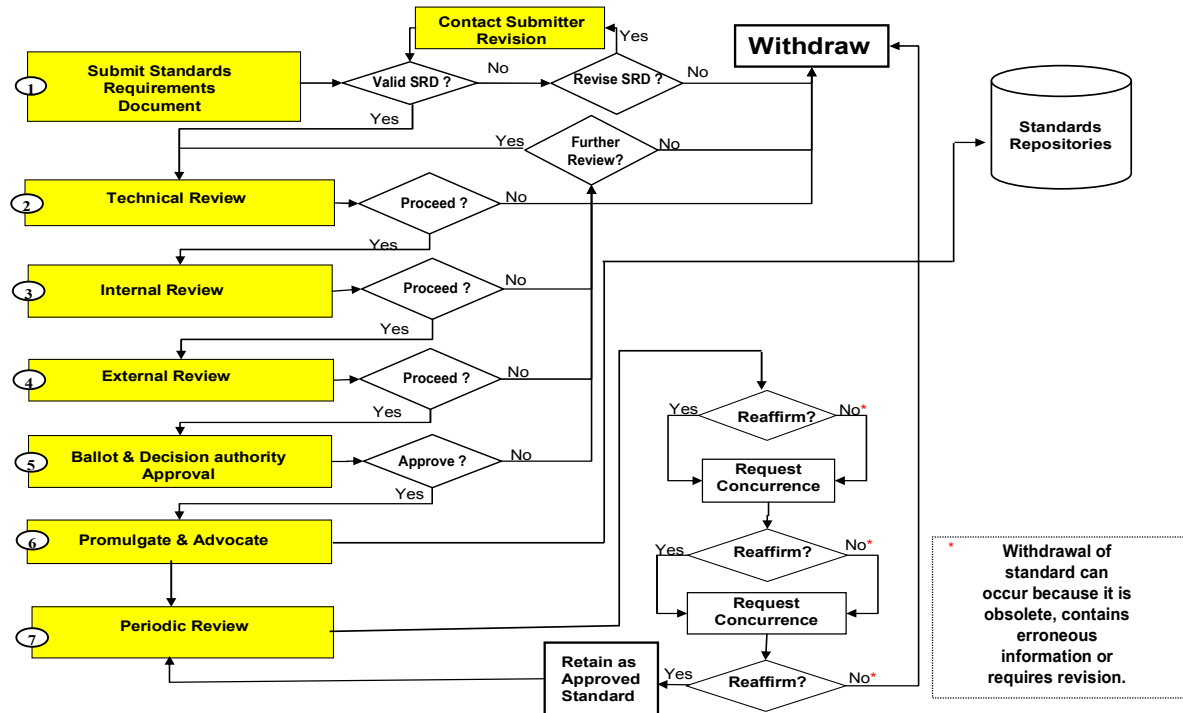 Contact Submitter
Revision
Yes
Withdraw
1
Submit Standards
Requirements
Document
Valid SRD ?
No
Revise SRD ?
No
Yes
Yes
Further
Review?
No
Standards
Repositories
2
Technical Review
Proceed ?
No
Yes
3
Internal Review
Proceed ?
No
Yes
4
External Review
Proceed ?
No
Yes
5
Ballot & Decision authority
Approval
Approve ?
No
Yes
6
Promulgate & Advocate
7
Periodic Review
Yes
Reaffirm?
No*
Request
Concurrence
Yes
Reaffirm?
No*
Request
Concurrence
Retain as
Approved
Standard
Yes
Reaffirm?
No*
* Withdrawal of
standard can
occur because it is
obsolete, contains
erroneous
information or
requires revision.